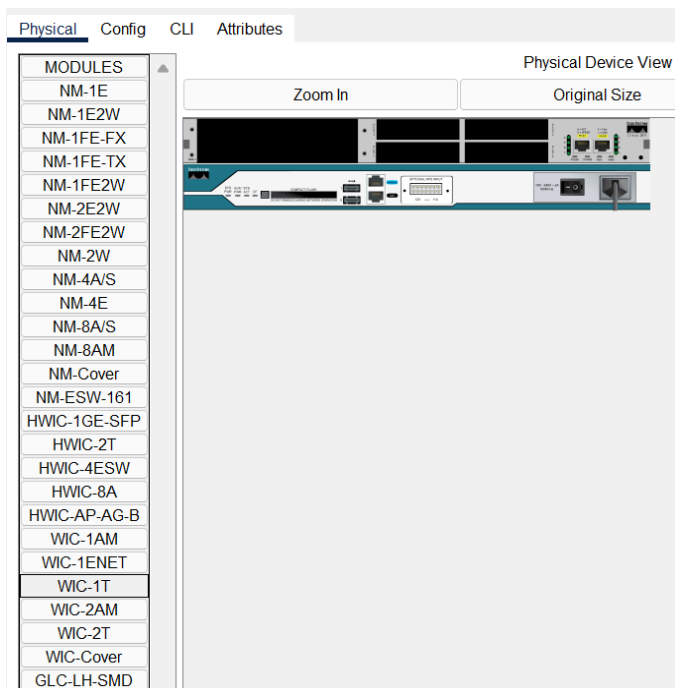 Physical Config CLI Attributes
MODULES
NM-1E
NM-1E2W
NM-1FE-FX
NM-1FE-TX
NM-1FE2W
NM-2E2W
NM-2FE2W
NM-2W
NM-4A/S
NM-4E
NM-8A/S
NM-8AM
NM-Cover
NM-ESW-161
HWIC-1GE-SFP
HWIC-2T
HWIC-4ESW
HWIC-8A
HWIC-AP-AG-B
WIC-1AM
WIC-1ENET
WIC-1T
WIC-2AM
WIC-2T
WIC-Cover
GLC-LH-SMD
Physical Device View
Zoom In Original Size